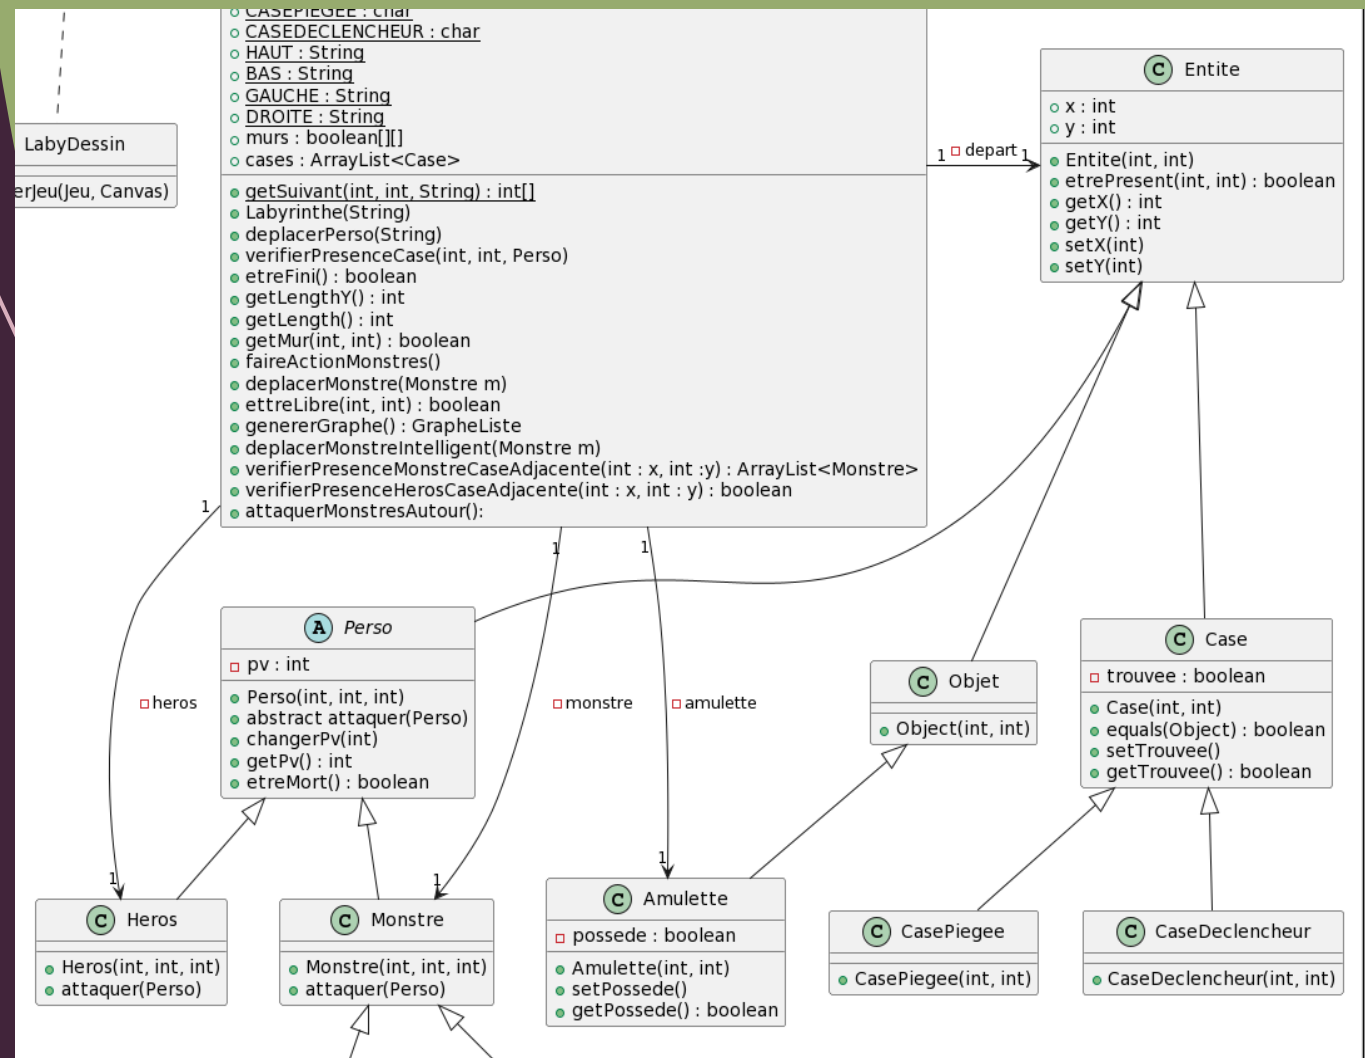 CASEPIEGEE : char
CASEDECLENCHEUR : char
HAUT : String
BAS : String
GAUCHE : String
DROITE : String
murs : boolean[][]
cases : ArrayList<Case>
getSuivant(int, int, String) : int[]
Labyrinthe(String)
deplacerPerso(String)
verifierPresenceCase(int, int, Perso)
etreFini() : boolean
getLengthY() : int
getLength() : int
getMur(int, int) : boolean
faireActionMonstres()
deplacerMonstre(Monstre m)
ettreLibre(int, int) : boolean
genererGraphe() : GrapheListe
deplacerMonstreIntelligent(Monstre m)
verifierPresenceMonstreCaseAdjacente(int : x, int :y) : ArrayList<Monstre>
verifierPresenceHerosCaseAdjacente(int : x, int : y) : boolean
attaquerMonstresAutour():
LabyDessin
erJeu(Jeu, Canvas)
1 depart 1
C Entite
x : int
y : int
Entite(int, int)
etrePresent(int, int) : boolean
getX() : int
getY() : int
setX(int)
setY(int)
1
1
1
A Perso
pv : int
Perso(int, int, int)
abstract attaquer(Perso)
changerPv(int)
getPv() : int
etreMort() : boolean
heros
monstre
amulette
C Objet
Object(int, int)
C Case
trouvee : boolean
Case(int, int)
equals(Object) : boolean
setTrouvee()
getTrouvee() : boolean
1
1
1
C Heros
Heros(int, int, int)
attaquer(Perso)
C Monstre
Monstre(int, int, int)
attaquer(Perso)
C Amulette
possede : boolean
Amulette(int, int)
setPossede()
getPossede() : boolean
C CasePiegee
CasePiegee(int, int)
C CaseDeclencheur
CaseDeclencheur(int, int)